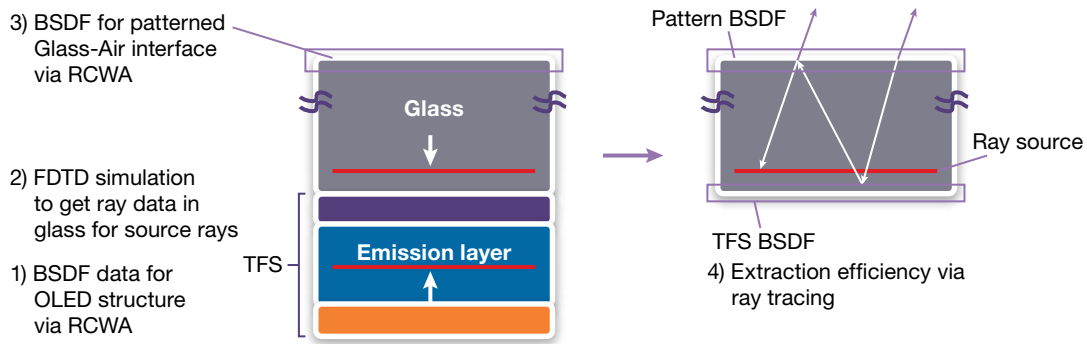 3) BSDF for patterned
Glass-Air interface
via RCWA
Glass
2) FDTD simulation
to get ray data in
glass for source rays
TFS
Emission layer
1) BSDF data for
OLED structure
via RCWA
Pattern BSDF
Ray source
TFS BSDF
4) Extraction efficiency via
ray tracing